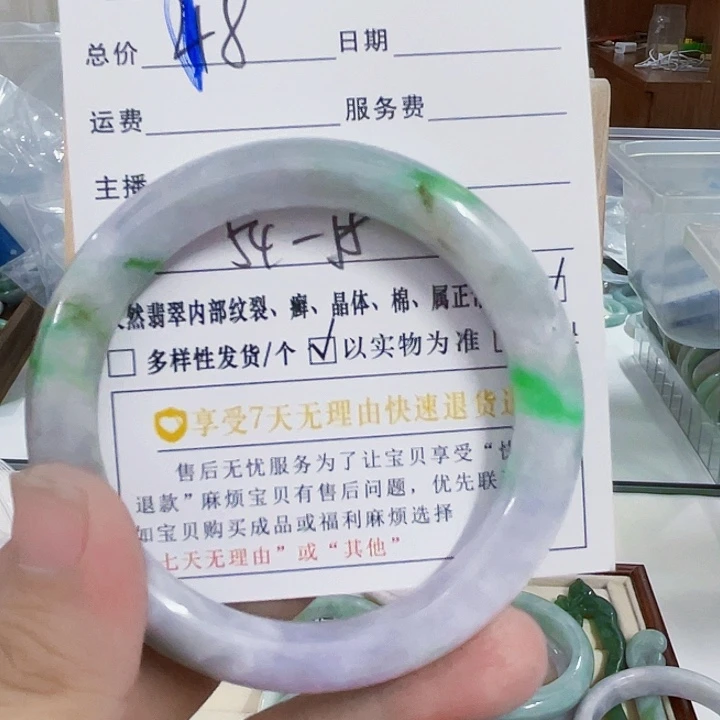 总价 48 日期
运费 服务费
主播
54一
然翡翠内部纹裂、癣、晶体、棉、属正
□ 多样性发货/个 ☑ 以实物为准
享受7天无理由快速退货
售后无忧服务为了让宝贝享受“快
退款”麻烦宝贝有售后问题，优先联
如宝贝购买成品或福利麻烦选择
七天无理由”或“其他”